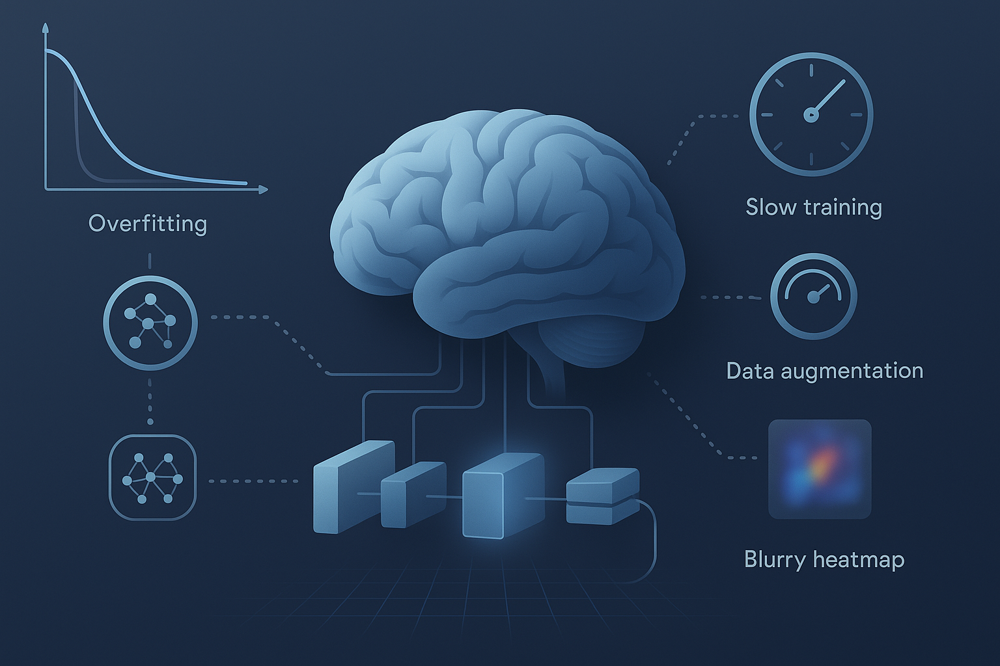 Overfitting
Slow training
Data augmentation
Blurry heatmap